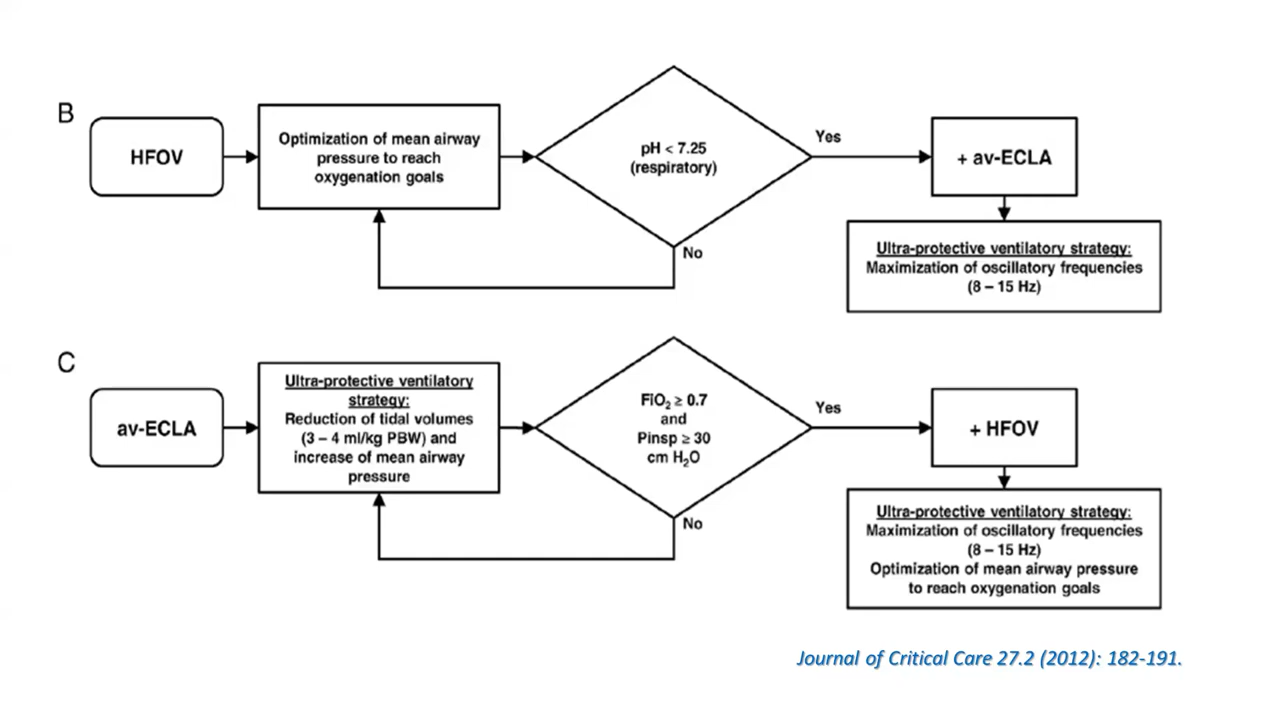 B
HFOV
Optimization of mean airway
pressure to reach
oxygenation goals
pH < 7.25
(respiratory)
Yes
No
+ av-ECLA
Ultra-protective ventilatory strategy:
Maximization of oscillatory frequencies
(8 – 15 Hz)
C
av-ECLA
Ultra-protective ventilatory
strategy:
Reduction of tidal volumes
(3 – 4 ml/kg PBW) and
increase of mean airway
pressure
FiO₂ ≥ 0.7
and
Pinsp ≥ 30
cm H₂O
Yes
No
+ HFOV
Ultra-protective ventilatory strategy:
Maximization of oscillatory frequencies
(8 – 15 Hz)
Optimization of mean airway pressure
to reach oxygenation goals
Journal of Critical Care 27.2 (2012): 182-191.